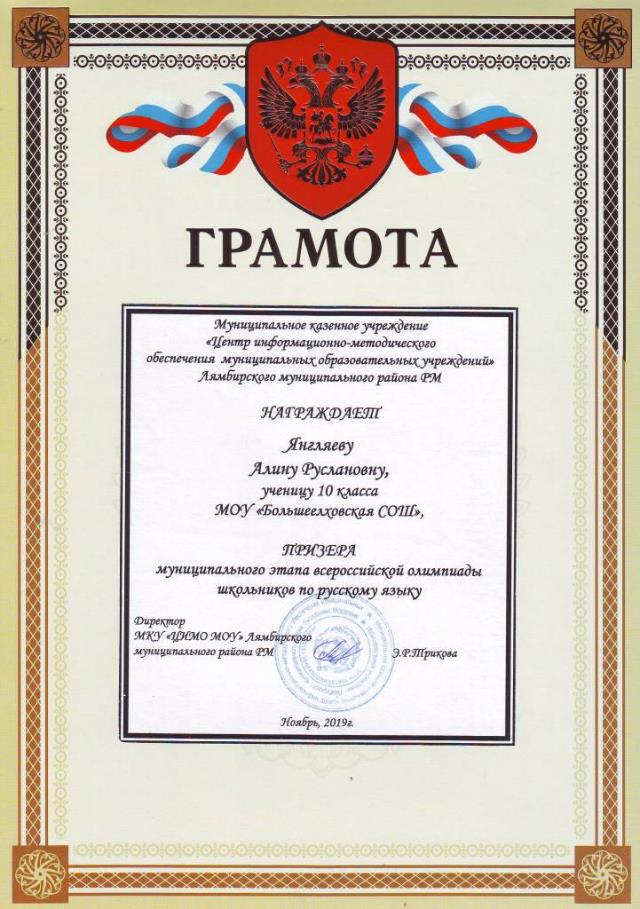 ГРАМОТА
Муниципальное казенное учреждение
«Центр информационно-методического
обеспечения муниципальных образовательных учреждений»
Лямбирского муниципального района РМ
НАГРАЖДАЕТ
Янгляеву
Алину Руслановну,
ученицу 10 класса
МОУ «Большеелховская СОШ»,
ПРИЗЕРА
муниципального этапа всероссийской олимпиады
школьников по русскому языку
Директор
МКУ «ЦИМО МОУ» Лямбирского
муниципального района РМ
Э.Р.Трикова
Ноябрь, 2019г.